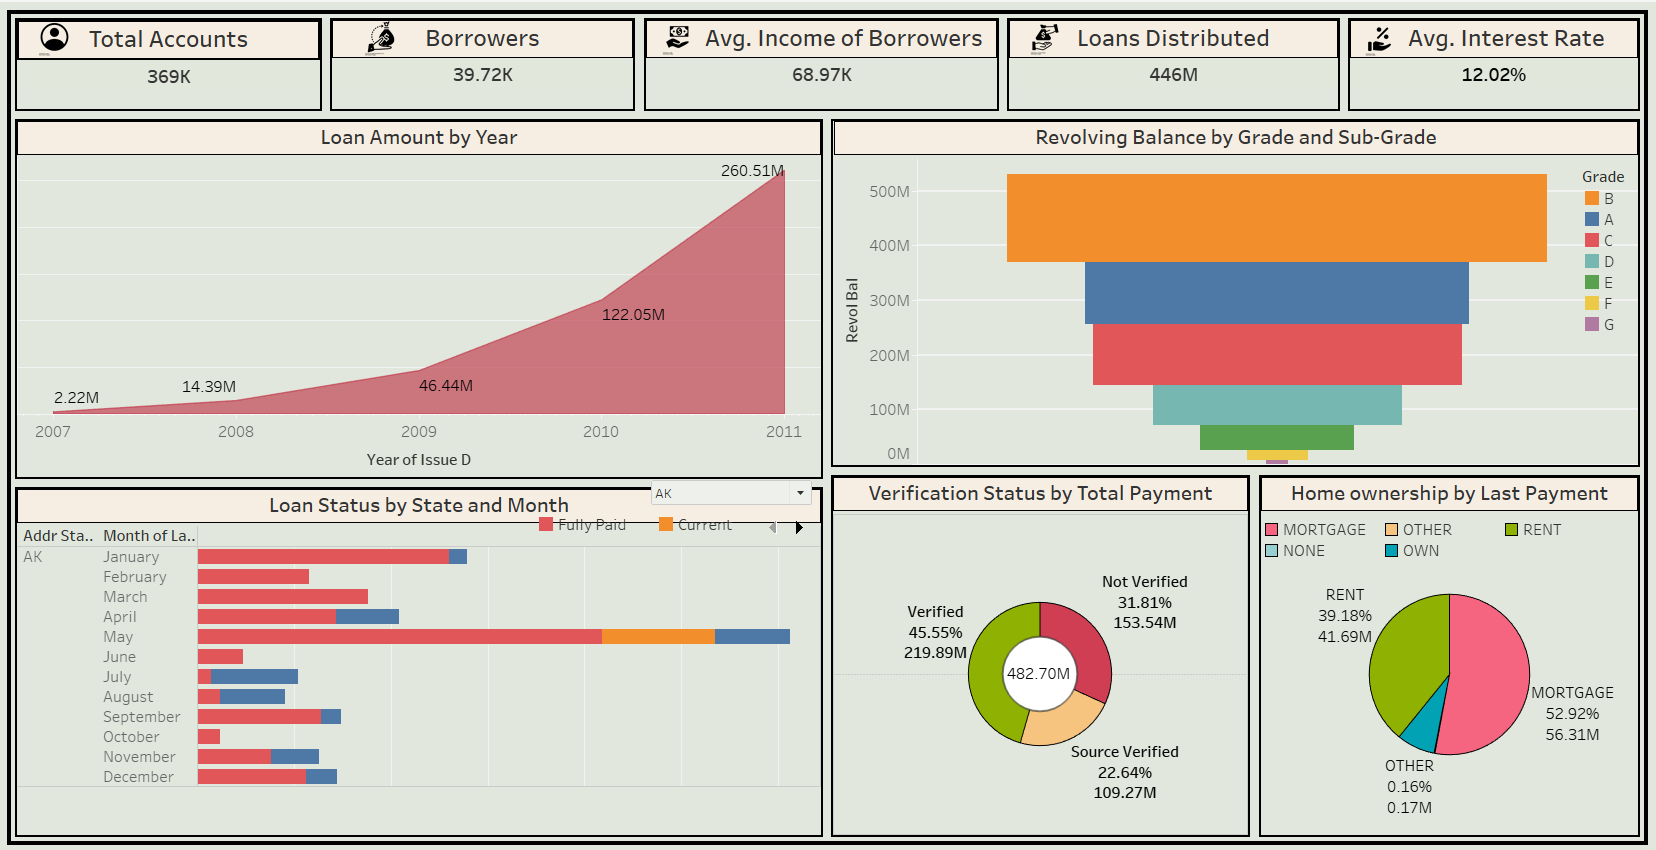 Total Accounts
369K
Borrowers
39.72K
Avg. Income of Borrowers
68.97K
Loans Distributed
446M
Avg. Interest Rate
12.02%
Loan Amount by Year
260.51M
122.05M
46.44M
14.39M
2.22M
2007 2008 2009 2010 2011
Year of Issue D
Revolving Balance by Grade and Sub-Grade
Revol Bal
500M
400M
300M
200M
100M
0M
Grade
B
A
C
D
E
F
G
Loan Status by State and Month
AK
Fully Paid Current
Addr Sta.. Month of La..
AK January
February
March
April
May
June
July
August
September
October
November
December
Verification Status by Total Payment
Not Verified
31.81%
153.54M
Verified
45.55%
219.89M
482.70M
Source Verified
22.64%
109.27M
Home ownership by Last Payment
MORTGAGE OTHER RENT
NONE OWN
RENT
39.18%
41.69M
MORTGAGE
52.92%
56.31M
OTHER
0.16%
0.17M